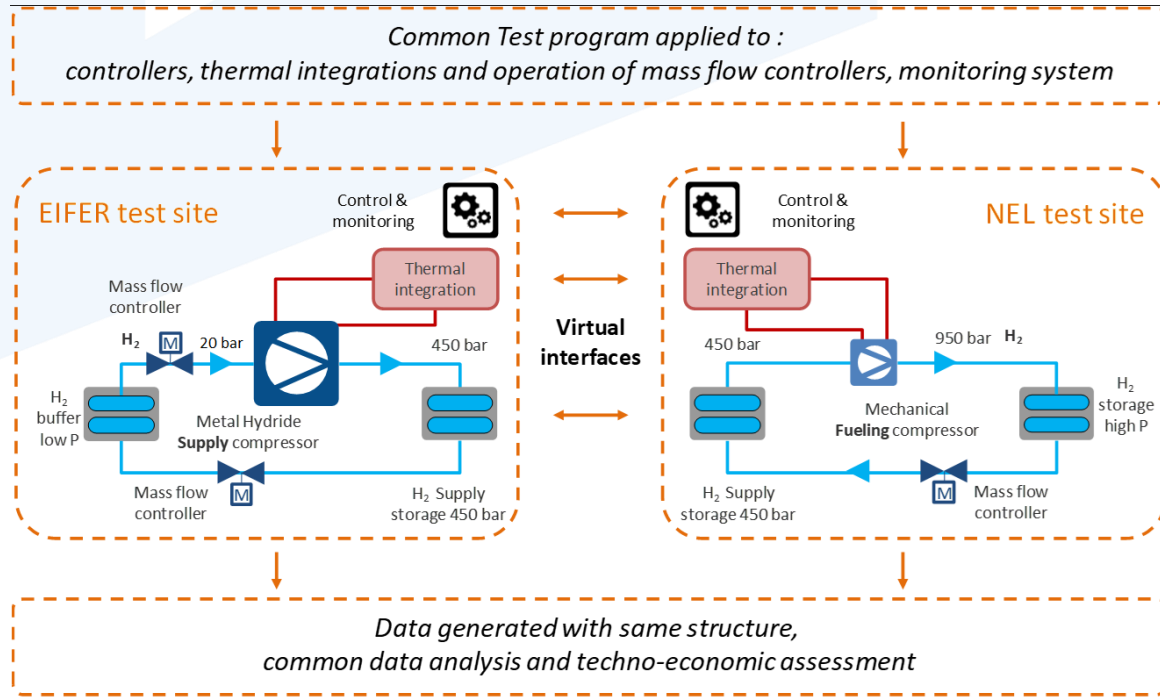 Common Test program applied to :
controllers, thermal integrations and operation of mass flow controllers, monitoring system
EIFER test site
Control &
monitoring
Thermal
integration
Mass flow
controller
H₂
M
20 bar
450 bar
H₂
buffer
low P
Metal Hydride
Supply compressor
Mass flow
controller
M
H₂ Supply
storage 450 bar
Virtual
interfaces
Control &
monitoring
NEL test site
Thermal
integration
450 bar
950 bar
H₂
Mechanical
Fueling compressor
H₂
storage
high P
H₂ Supply
storage 450 bar
M
Mass flow
controller
Data generated with same structure,
common data analysis and techno-economic assessment